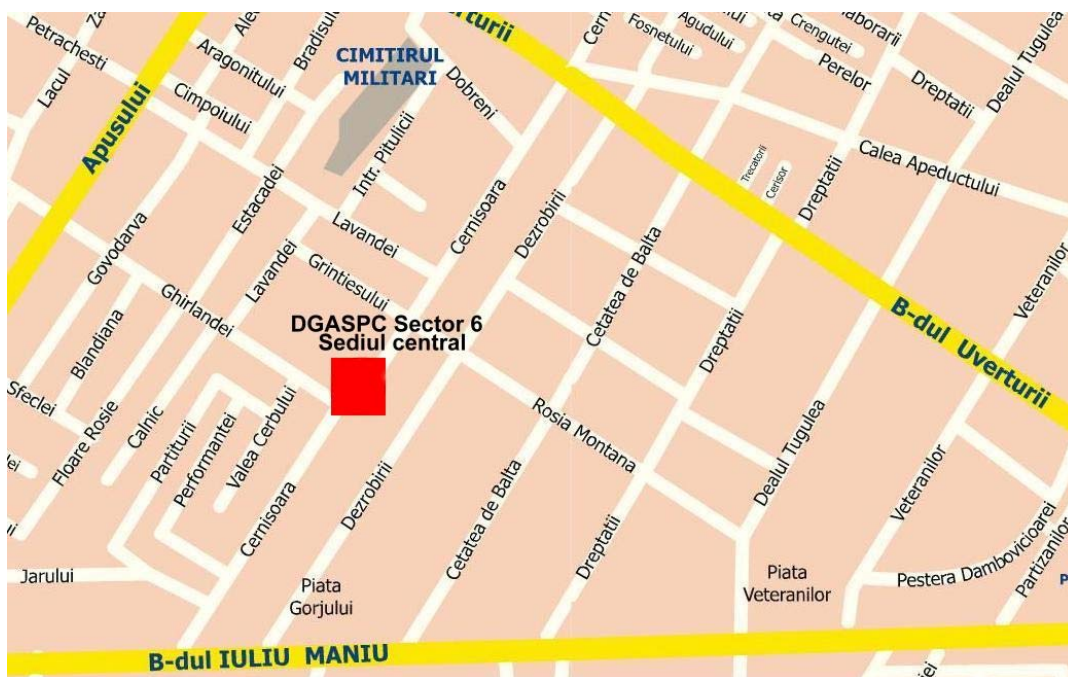 Petrachesti
Lacul
Aragonitului
Bradisului
Cimpoiului
Apusului
CIMITIRUL
MILITARI
Dobreni
Intr. Pitulicii
Fosnetului
Agudului
Crengutei
Perelor
Dreptatii
Dealul Tugulea
Calea Apeductului
Trecatorii
Cerisor
Dreptatii
Estacadei
Lavandei
Cernisoara
Dezrobirii
Govodarva
Lavandei
Grintiesului
Cetatea de Balta
Veteranilor
Ghirlandei
DGASPC Sector 6
Sediul central
Dreptatii
B-dul Uverturii
Blandiana
Sfeclei
Floare Rosie
Calnic
Partiturii
Performantei
Valea Cerbului
Rosia Montana
Dealul Tugulea
Veteranilor
Cernisoara
Dezrobirii
Cetatea de Balta
Dreptatii
Pestera Dambovicioarei
Partizanilor
Jarului
Piata
Gorjului
Piata
Veteranilor
B-dul IULIU MANIU